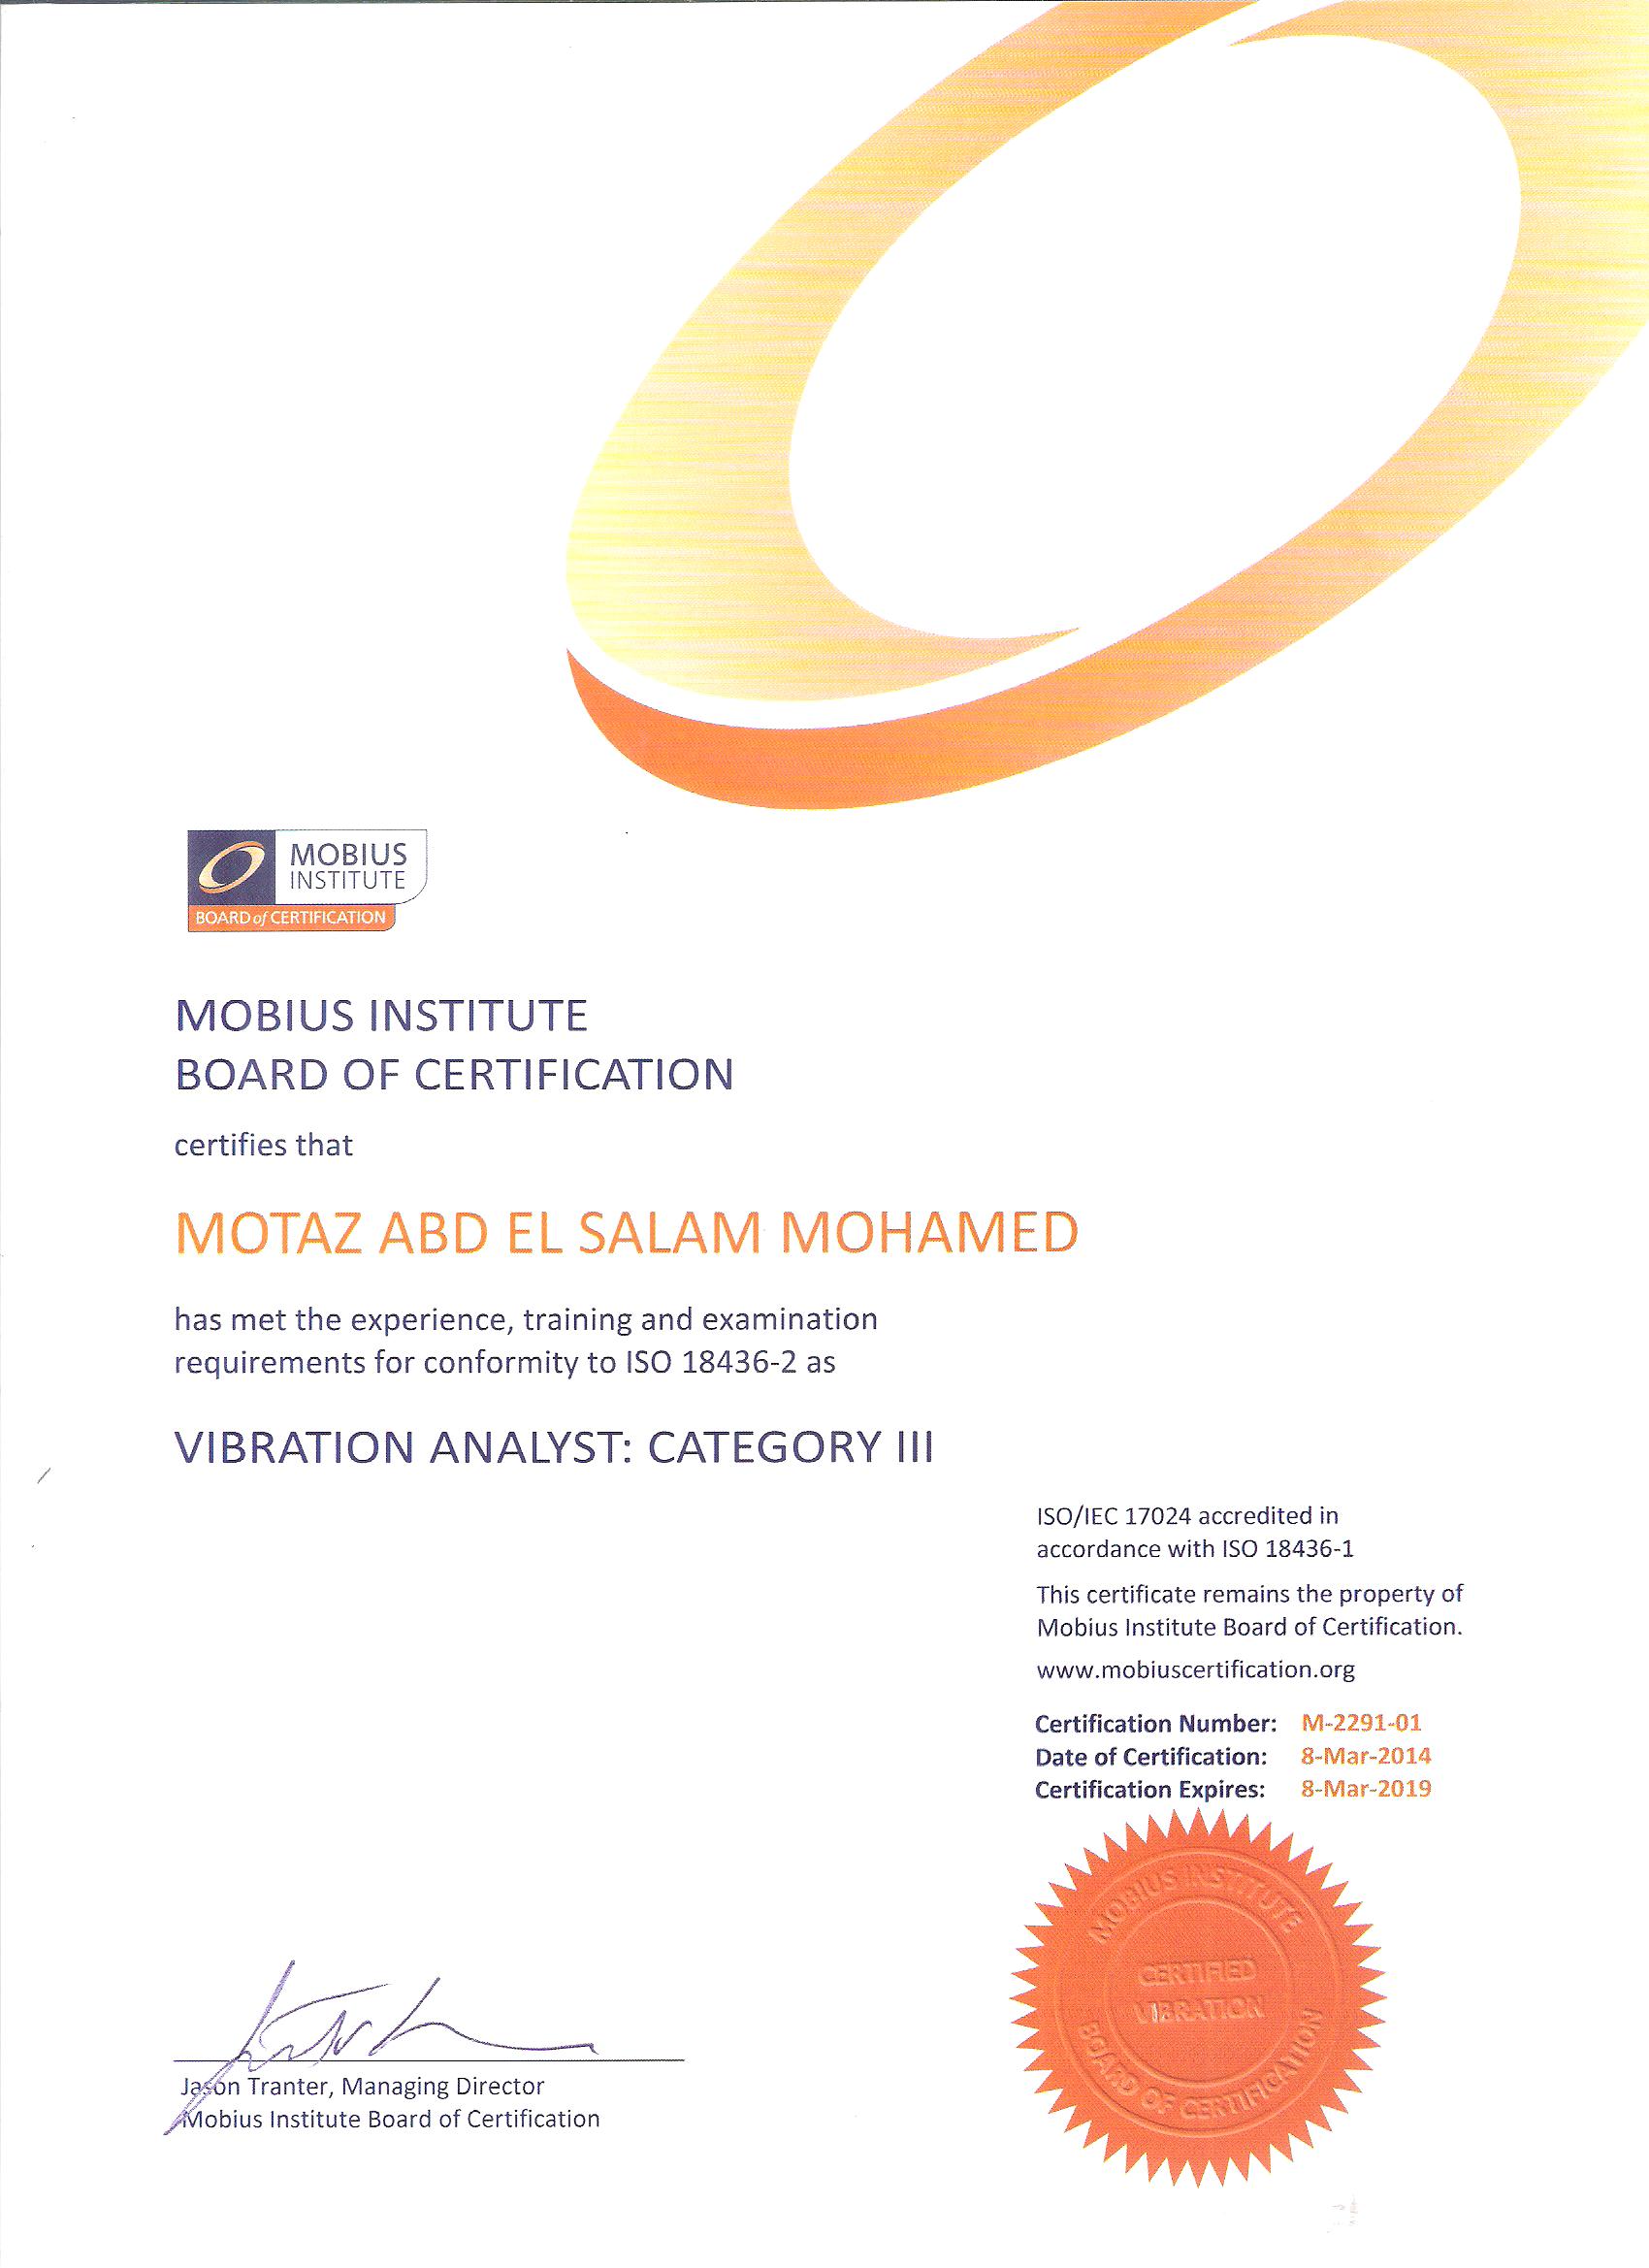 MOBIUS
INSTITUTE
BOARD of CERTIFICATION
MOBIUS INSTITUTE
BOARD OF CERTIFICATION
certifies that
MOTAZ ABD EL SALAM MOHAMED
has met the experience, training and examination
requirements for conformity to ISO 18436-2 as
VIBRATION ANALYST: CATEGORY III
ISO/IEC 17024 accredited in
accordance with ISO 18436-1
This certificate remains the property of
Mobius Institute Board of Certification.
www.mobiuscertification.org
Certification Number: M-2291-01
Date of Certification: 8-Mar-2014
Certification Expires: 8-Mar-2019
MOBIUS INSTITUTE
CERTIFIED
VIBRATION
BOARD OF CERTIFICATION
Jason Tranter, Managing Director
Mobius Institute Board of Certification